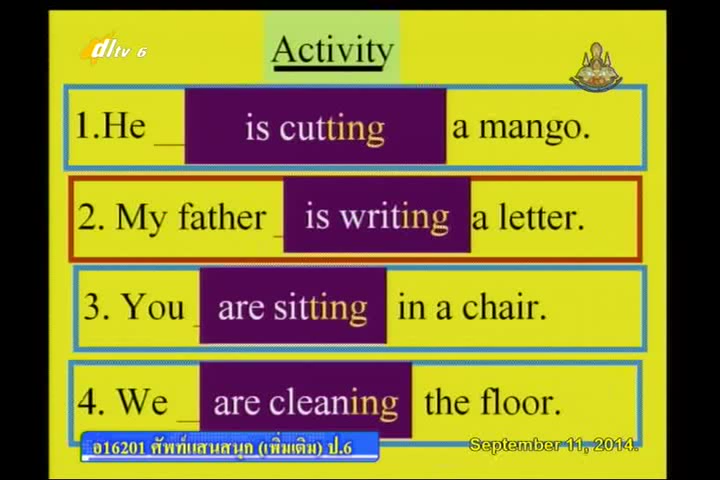 dltv 6
Activity
1.He __ is cutting a mango.
2. My father _ is writing a letter.
3. You _ are sitting in a chair.
4. We __ are cleaning the floor.
อ16201 ศัพท์แสนสนุก (เพิ่มเติม) ป.6
September 11, 2014.